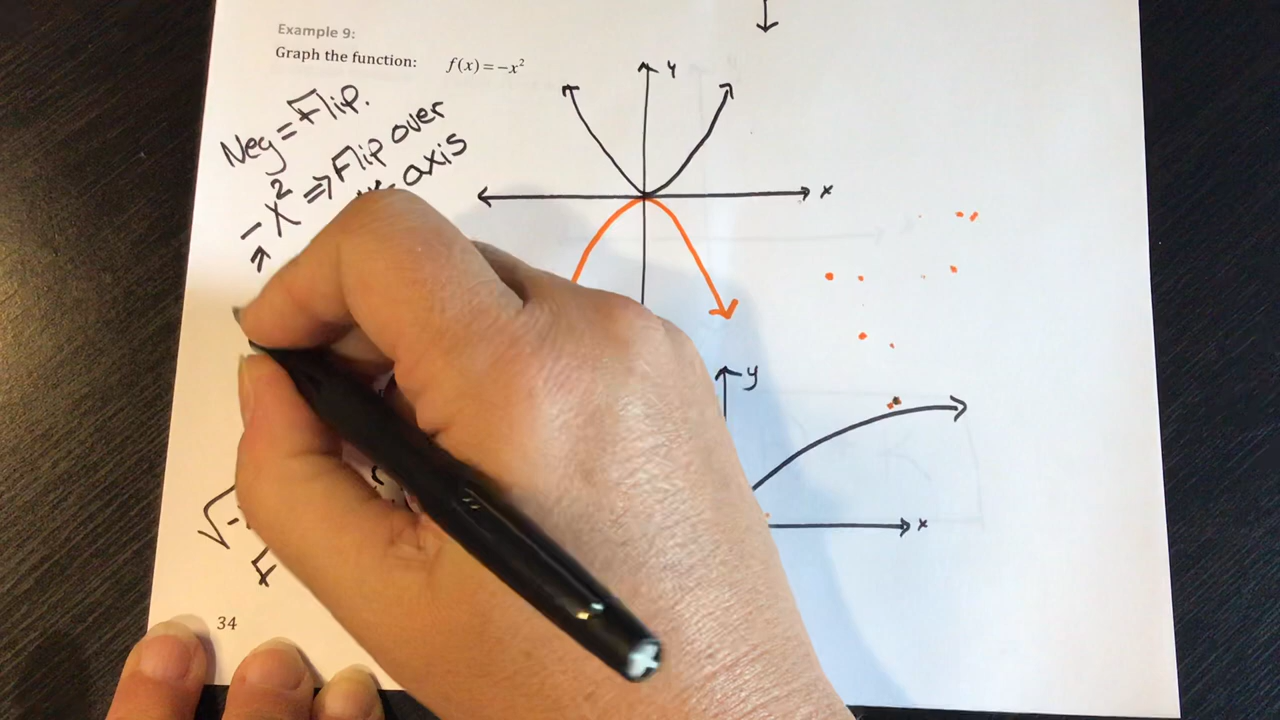 Example 9:
Graph the function: f(x)=−x²
Neg=Flip.
−x² ⇒ Flip over
axis
y
x
y
x
√-
F
34